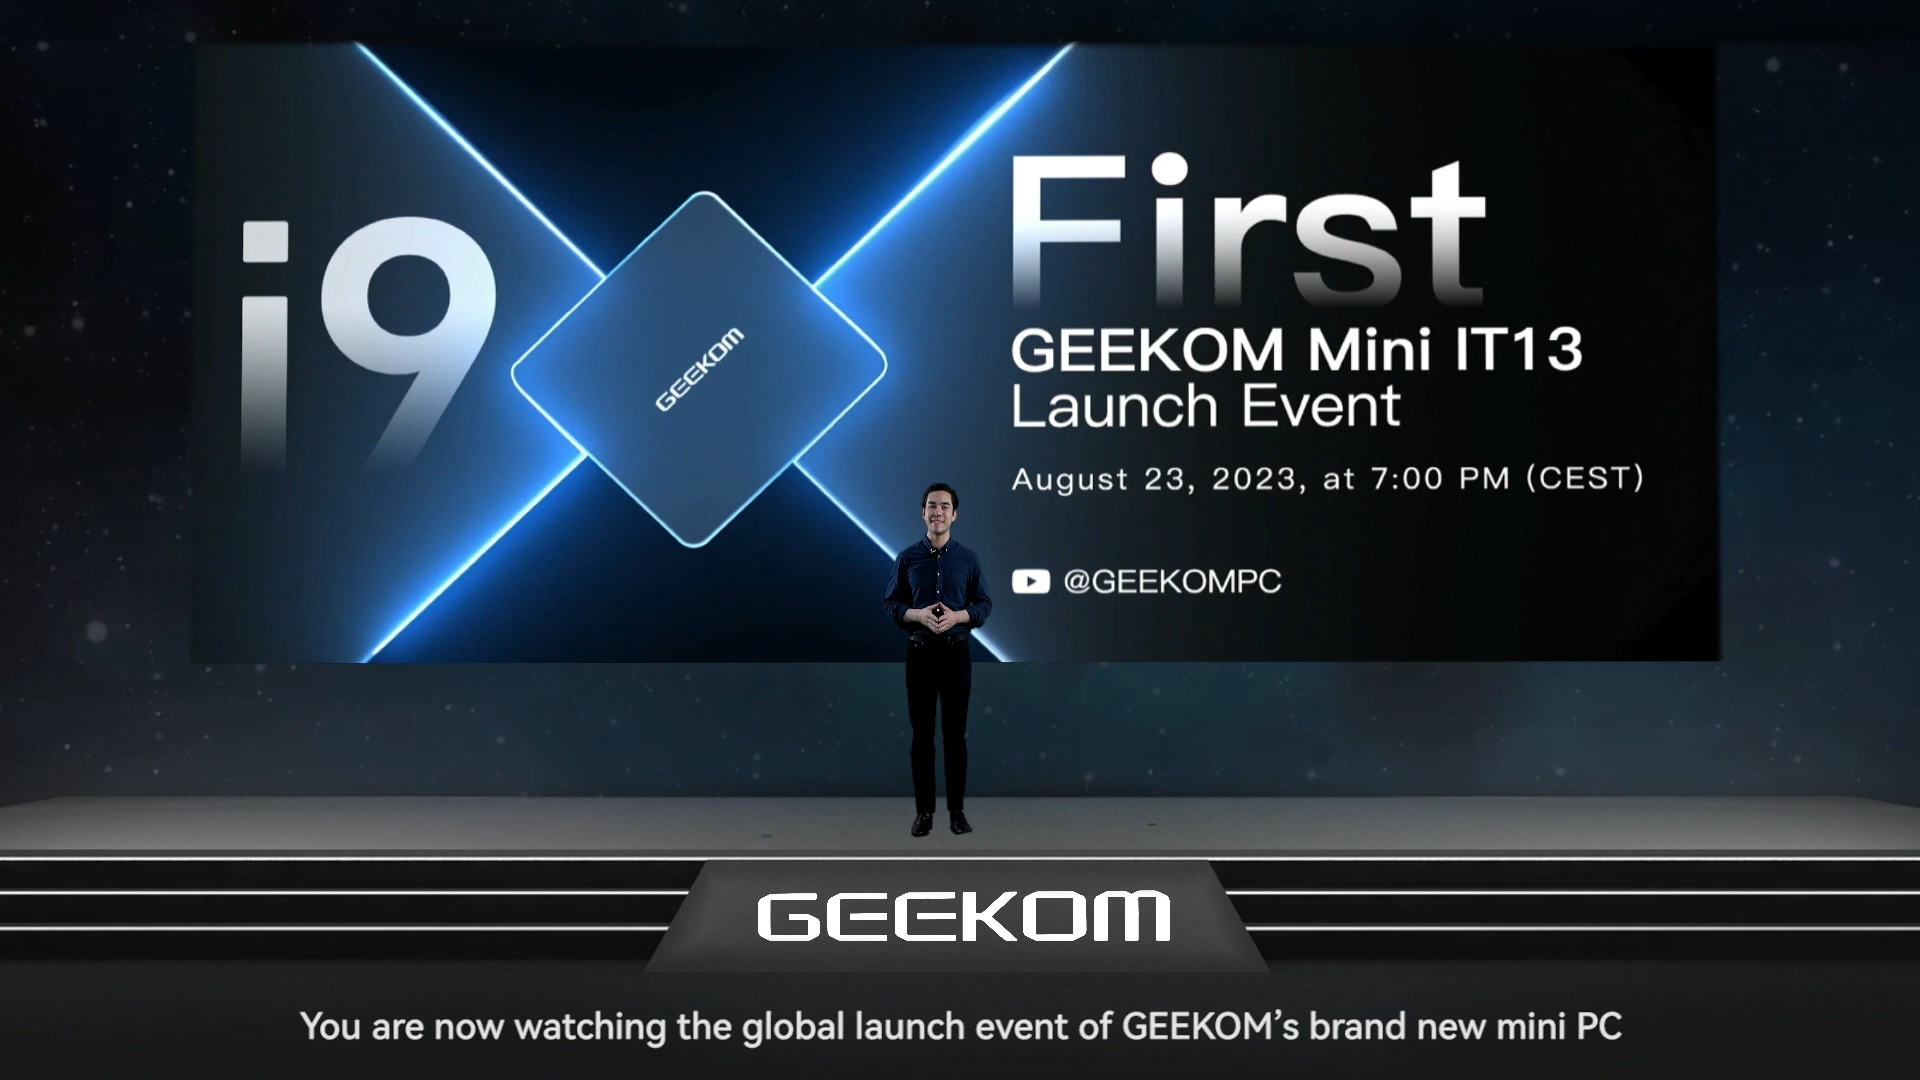 i9
First
GEEKOM
GEEKOM Mini IT13
Launch Event
August 23, 2023, at 7:00 PM (CEST)
@GEEKOMPC
GEEKOM
You are now watching the global launch event of GEEKOM's brand new mini PC